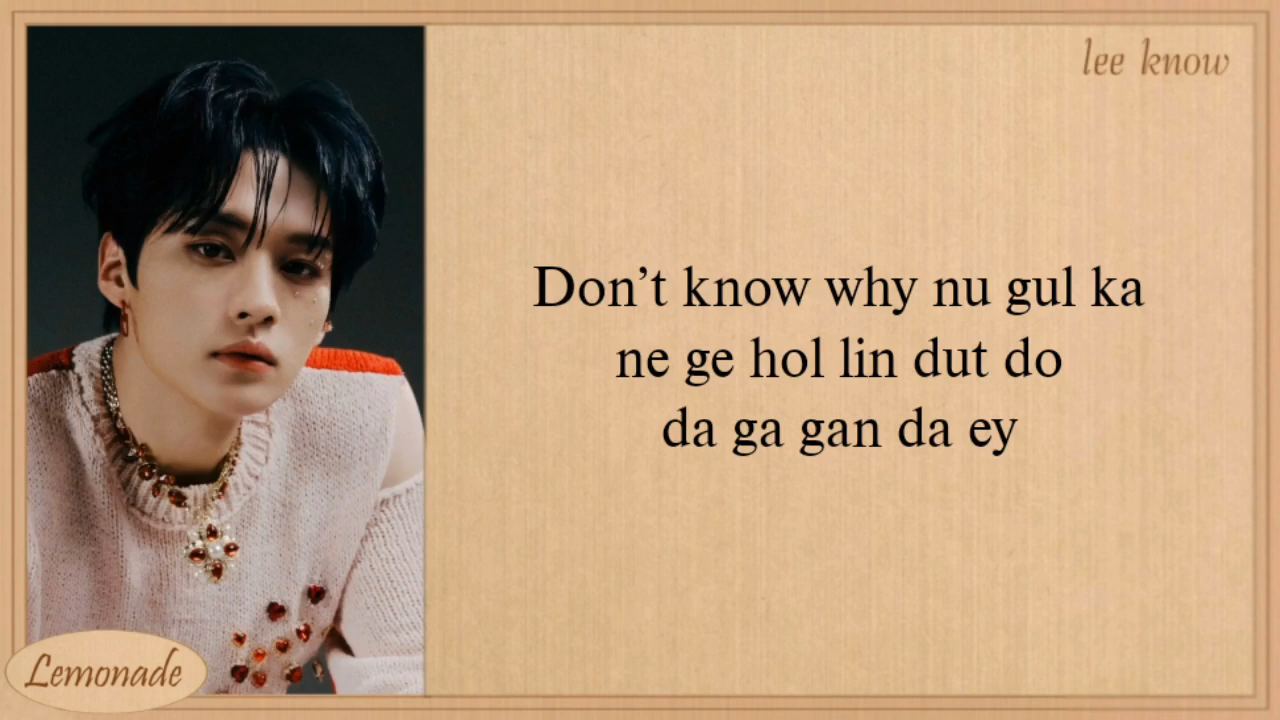 lee know
Don’t know why nu gul ka
ne ge hol lin dut do
da ga gan da ey
Lemonade